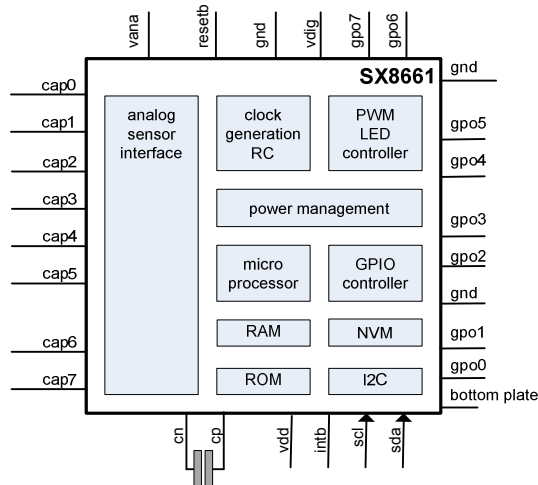 vana
resetb
gnd
vdig
gpo7
gpo6
SX8661
gnd
cap0
cap1
cap2
cap3
cap4
cap5
cap6
cap7
analog
sensor
interface
clock
generation
RC
PWM
LED
controller
power management
micro
processor
GPIO
controller
RAM
NVM
ROM
I2C
gpo5
gpo4
gpo3
gpo2
gnd
gpo1
gpo0
bottom plate
cn
cp
vdd
intb
scl
sda